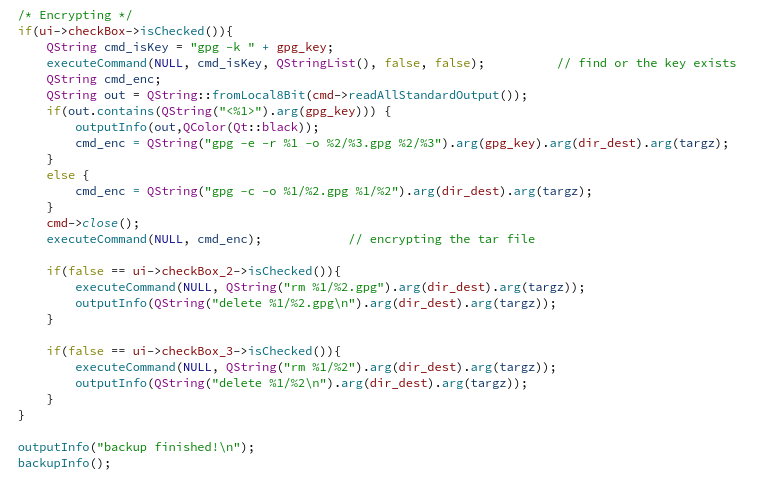 /* Encrypting */
if(ui->checkBox->isChecked()){
    QString cmd_isKey = "gpg -k " + gpg_key;
    executeCommand(NULL, cmd_isKey, QStringList(), false, false);          // find or the key exists
    QString cmd_enc;
    QString out = QString::fromLocal8Bit(cmd->readAllStandardOutput());
    if(out.contains(QString("<%1>").arg(gpg_key))) {
        outputInfo(out,QColor(Qt::black));
        cmd_enc = QString("gpg -e -r %1 -o %2/%3.gpg %2/%3").arg(gpg_key).arg(dir_dest).arg(targz);
    }
    else {
        cmd_enc = QString("gpg -c -o %1/%2.gpg %1/%2").arg(dir_dest).arg(targz);
    }
    cmd->close();
    executeCommand(NULL, cmd_enc);            // encrypting the tar file

    if(false == ui->checkBox_2->isChecked()){
        executeCommand(NULL, QString("rm %1/%2.gpg").arg(dir_dest).arg(targz));
        outputInfo(QString("delete %1/%2.gpg\n").arg(dir_dest).arg(targz));
    }

    if(false == ui->checkBox_3->isChecked()){
        executeCommand(NULL, QString("rm %1/%2").arg(dir_dest).arg(targz));
        outputInfo(QString("delete %1/%2\n").arg(dir_dest).arg(targz));
    }
}

outputInfo("backup finished!\n");
backupInfo();